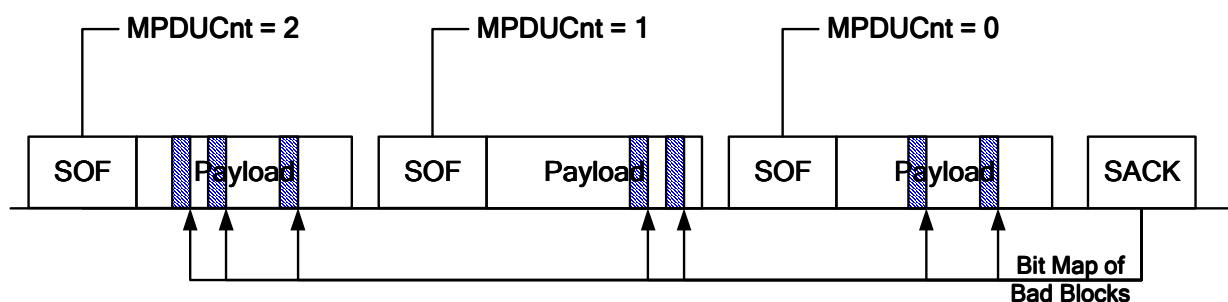 MPDUCnt = 2
MPDUCnt = 1
MPDUCnt = 0
SOF
Payload
SOF
Payload
SOF
Payload
SACK
Bit Map of
Bad Blocks